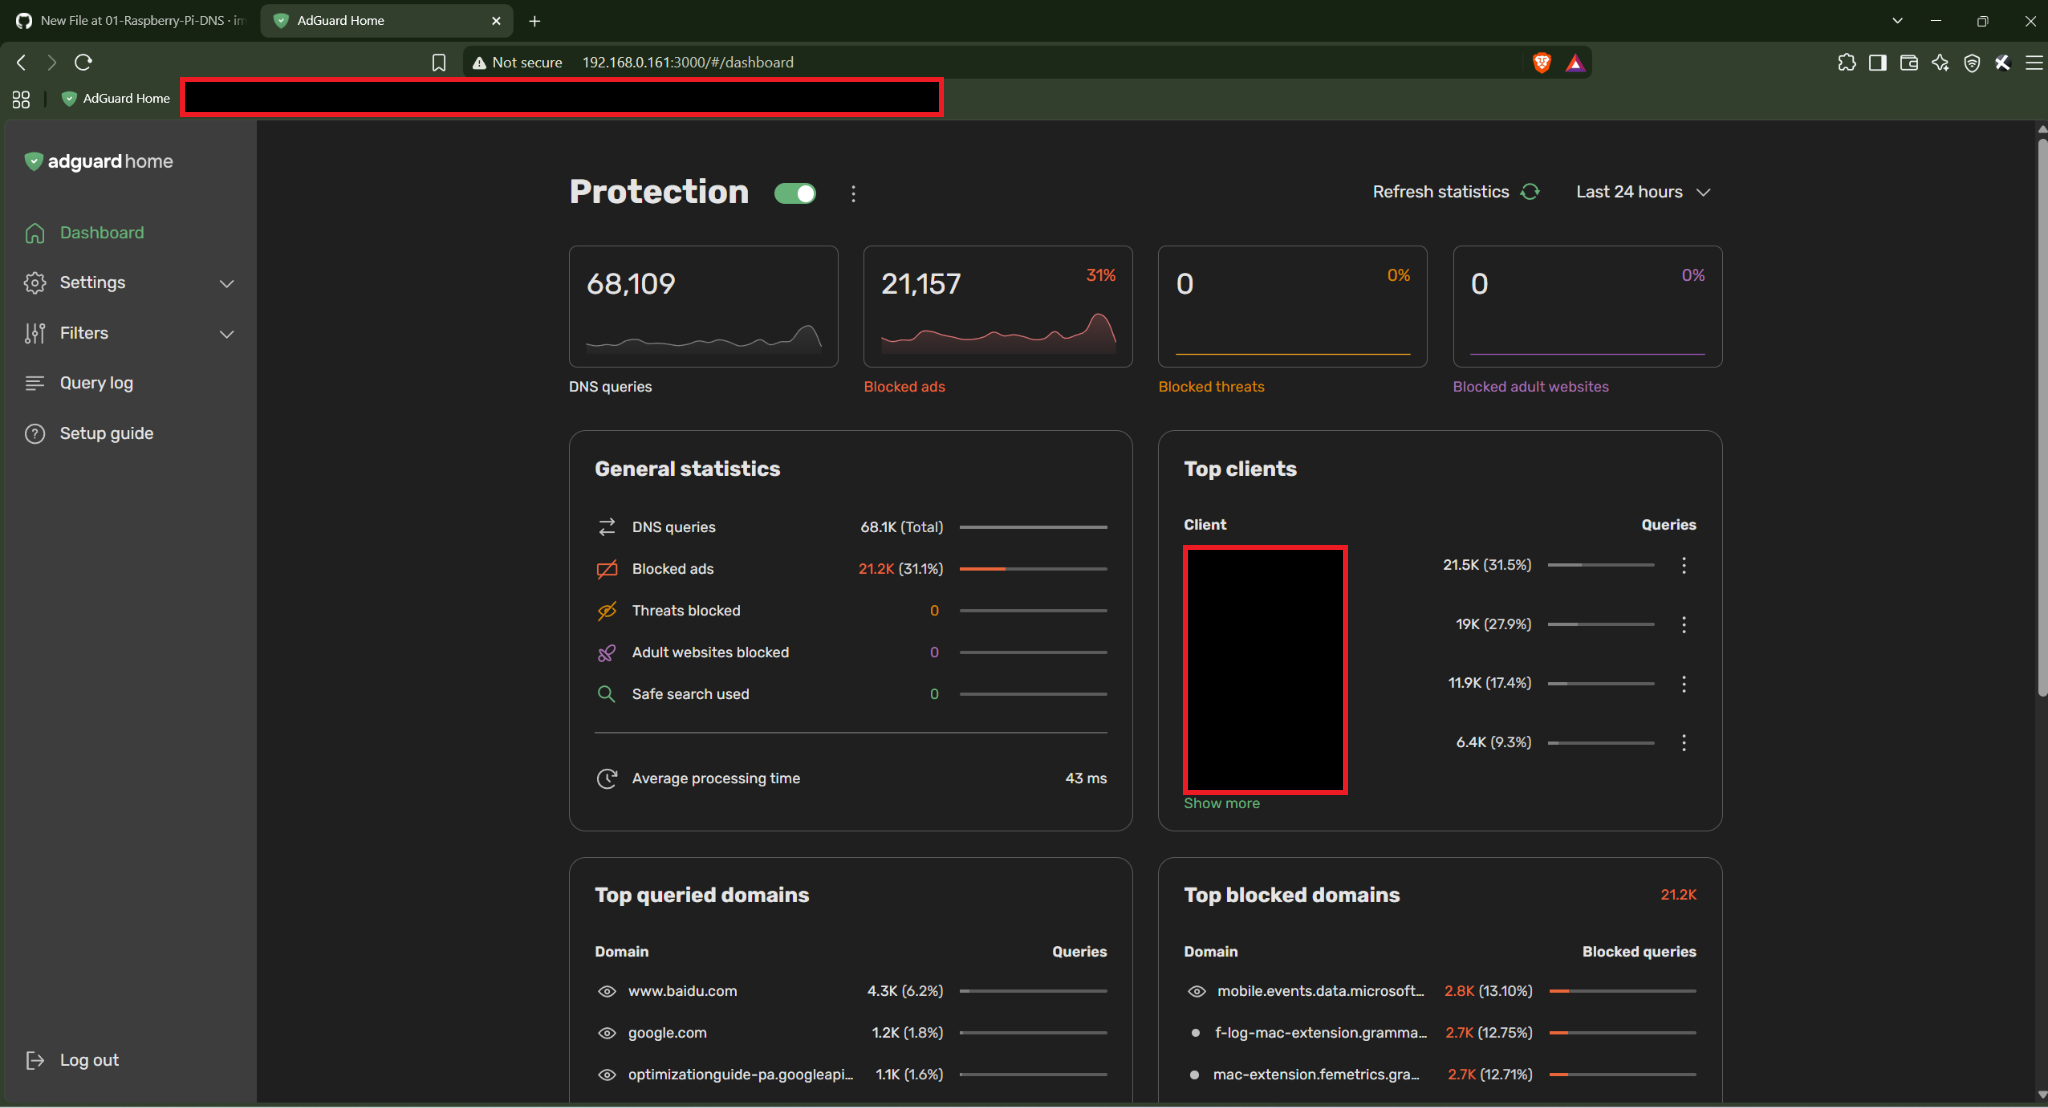 New File at 01-Raspberry-Pi-DNS · im
AdGuard Home
Not secure 192.168.0.161:3000/#/dashboard
AdGuard Home
adguard home
Dashboard
Settings
Filters
Query log
Setup guide
Log out
Protection
Refresh statistics
Last 24 hours
68,109
DNS queries
21,157
31%
Blocked ads
0
0%
Blocked threats
0
0%
Blocked adult websites
General statistics
DNS queries 68.1K (Total)
Blocked ads 21.2K (31.1%)
Threats blocked 0
Adult websites blocked 0
Safe search used 0
Average processing time 43 ms
Top clients
Client Queries
21.5K (31.5%)
19K (27.9%)
11.9K (17.4%)
6.4K (9.3%)
Show more
Top queried domains
Domain Queries
www.baidu.com 4.3K (6.2%)
google.com 1.2K (1.8%)
optimizationguide-pa.googleapi... 1.1K (1.6%)
Top blocked domains 21.2K
Domain Blocked queries
mobile.events.data.microsoft... 2.8K (13.10%)
f-log-mac-extension.gramma... 2.7K (12.75%)
mac-extension.femetrics.gra... 2.7K (12.71%)